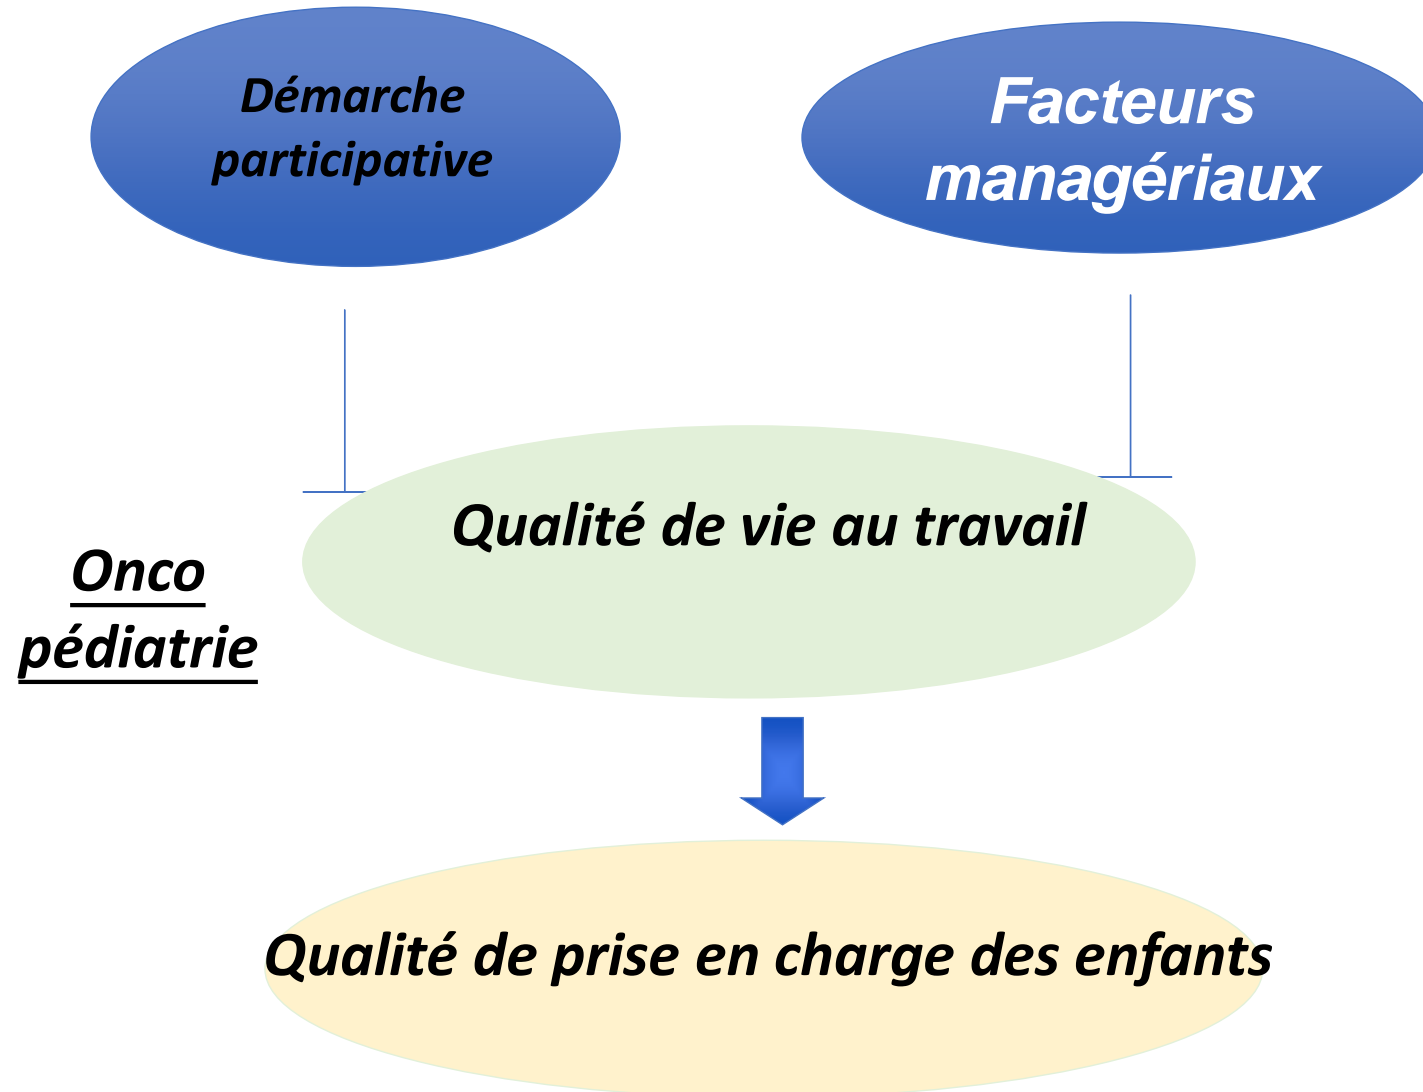 Démarche
participative
Facteurs
managériaux
Qualité de vie au travail
Onco
pédiatrie
Qualité de prise en charge des enfants